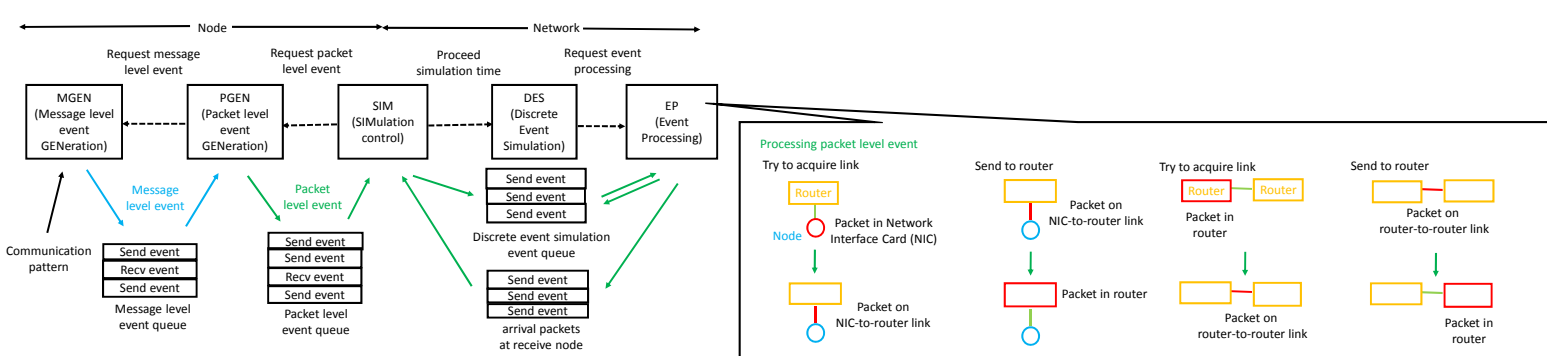 Node
Network
Request message
level event
Request packet
level event
Proceed
simulation time
Request event
processing
MGEN
(Message level
event
GENeration)
PGEN
(Packet level
event
GENeration)
SIM
(SIMulation
control)
DES
(Discrete
Event
Simulation)
EP
(Event
Processing)
Message
level event
Packet
level event
Communication
pattern
Send event
Recv event
Send event
Message level
event queue
Send event
Send event
Recv event
Send event
Packet level
event queue
Send event
Send event
Send event
Discrete event simulation
event queue
Send event
Send event
Send event
arrival packets
at receive node
Processing packet level event
Try to acquire link
Router
Node
Packet in Network
Interface Card (NIC)
Packet on
NIC-to-router link
Send to router
Packet on
NIC-to-router link
Packet in router
Try to acquire link
Router
Router
Packet in
router
Packet on
router-to-router link
Send to router
Packet on
router-to-router link
Packet in
router